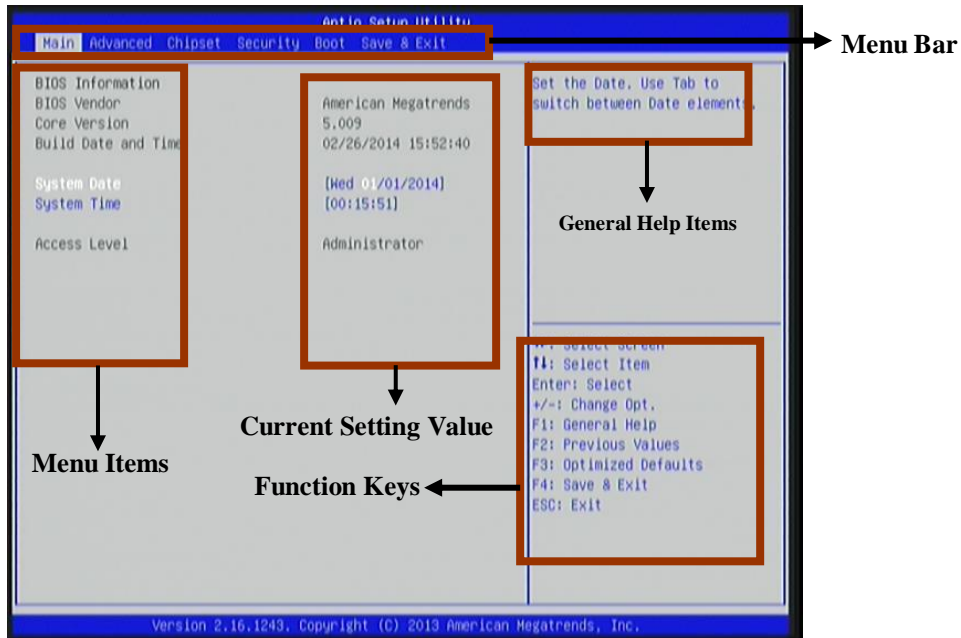 Aptio Setup Utility
Main Advanced Chipset Security Boot Save & Exit
Menu Bar
BIOS Information
BIOS Vendor American Megatrends
Core Version 5.009
Build Date and Time 02/26/2014 15:52:40
System Date [Wed 01/01/2014]
System Time [00:15:51]
Access Level Administrator
Set the Date. Use Tab to
switch between Date elements.
General Help Items
: Select Screen
↑↓: Select Item
Enter: Select
+/-: Change Opt.
F1: General Help
F2: Previous Values
F3: Optimized Defaults
F4: Save & Exit
ESC: Exit
Current Setting Value
Menu Items
Function Keys
Version 2.16.1243. Copyright (C) 2013 American Megatrends, Inc.